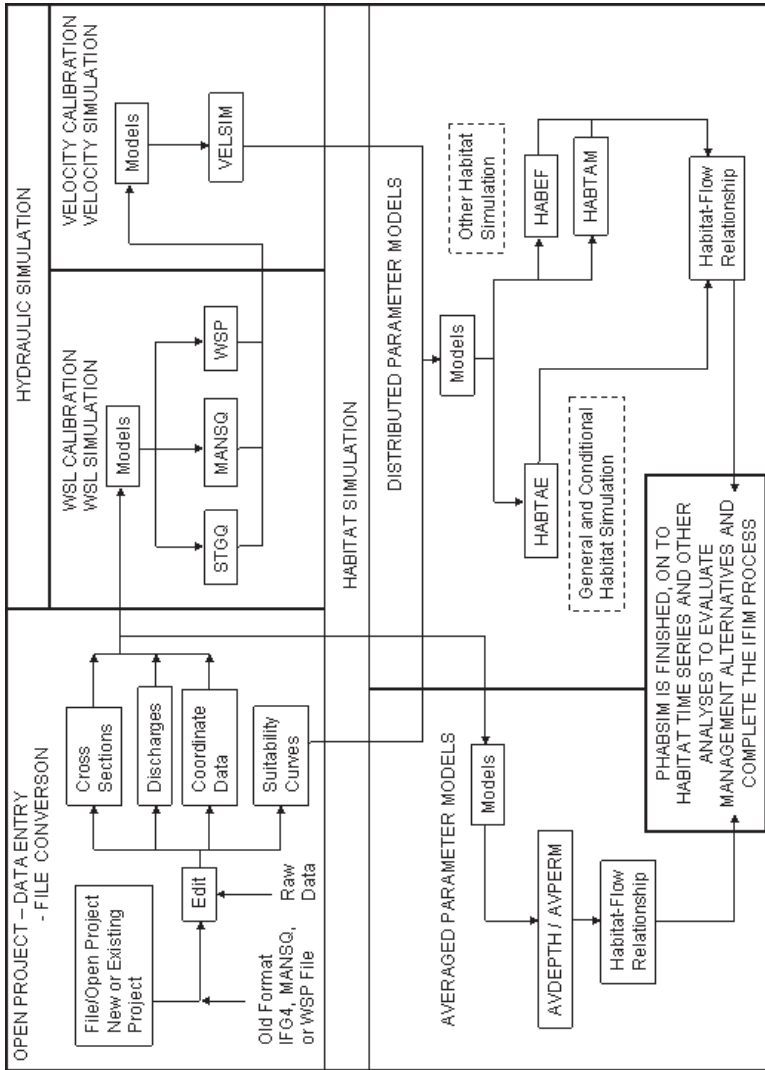 OPEN PROJECT – DATA ENTRY
- FILE CONVERSON
File/Open Project
New or Existing
Project
Old Format
IFG4, MANSQ,
or WSP File
Edit
Raw
Data
Cross
Sections
Discharges
Coordinate
Data
Suitability
Curves
HYDRAULIC SIMULATION
WSL CALIBRATION
WSL SIMULATION
Models
STGQ
MANSQ
WSP
VELOCITY CALIBRATION
VELOCITY SIMULATION
Models
VELSIM
HABITAT SIMULATION
AVERAGED PARAMETER MODELS
Models
AVDEPTH / AVPERM
Habitat-Flow
Relationship
DISTRIBUTED PARAMETER MODELS
Models
HABTAE
General and Conditional
Habitat Simulation
Other Habitat
Simulation
HABEF
HABTAM
Habitat-Flow
Relationship
PHABSIM IS FINISHED, ON TO
HABITAT TIME SERIES AND OTHER
ANALYSES TO EVALUATE
MANAGEMENT ALTERNATIVES AND
COMPLETE THE IFIM PROCESS